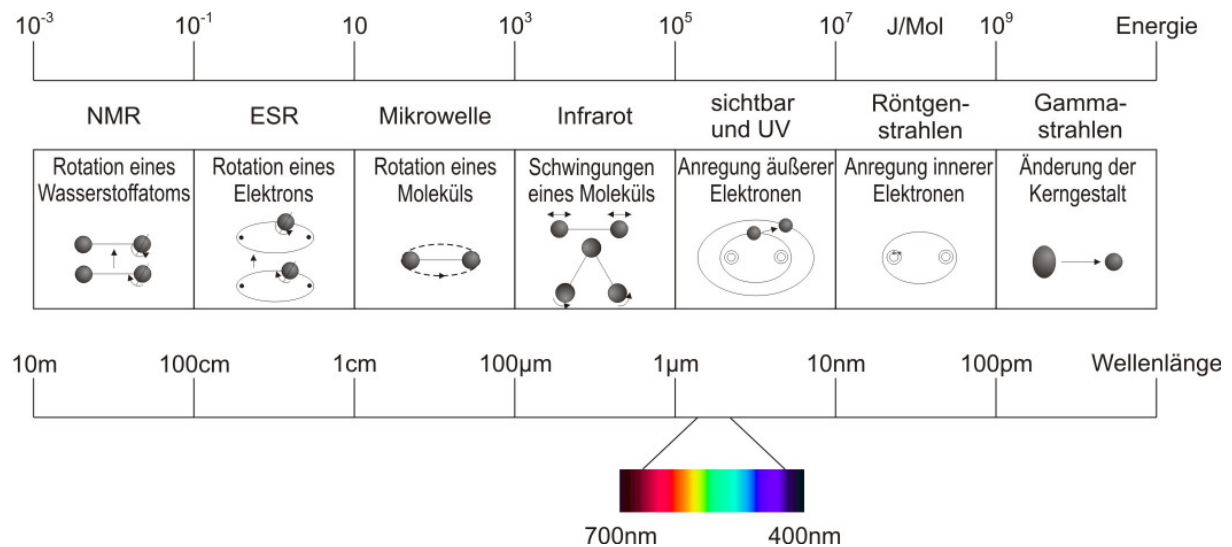 10-3 10-1 10 103 105 107 J/Mol 109 Energie
NMR ESR Mikrowelle Infrarot sichtbar und UV Röntgen-strahlen Gamma-strahlen
Rotation eines Wasserstoffatoms
Rotation eines Elektrons
Rotation eines Moleküls
Schwingungen eines Moleküls
Anregung äußerer Elektronen
Anregung innerer Elektronen
Änderung der Kerngestalt
10m 100cm 1cm 100µm 1µm 10nm 100pm Wellenlänge
700nm 400nm